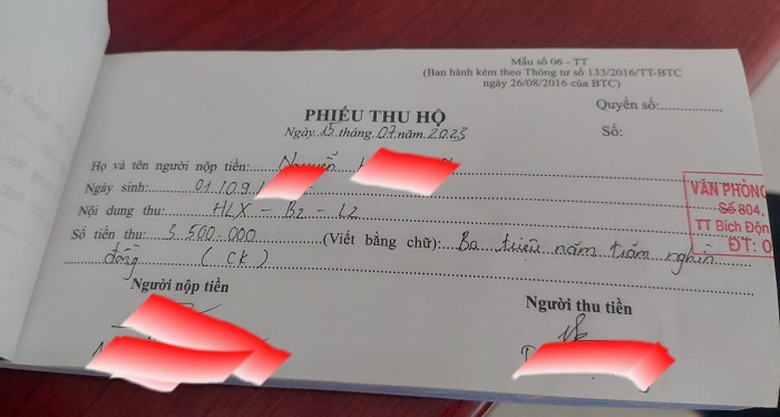 Mẫu số 06 - TT
(Ban hành kèm theo Thông tư số 133/2016/TT-BTC
ngày 26/08/2016 của BTC)
Quyển số:
PHIẾU THU HỘ
Số:
Ngày 15 tháng 07 năm 2023
Họ và tên người nộp tiền: Nguyễn
Ngày sinh: 01/09/
Nội dung thu: HLX - B2 - L2
Số tiền thu: 3.500.000 (Viết bằng chữ): Ba triệu năm trăm nghìn
đồng (CK)
VĂN PHÒNG
Số 804,
TT Bích Độn
ĐT: 0
Người nộp tiền
Người thu tiền